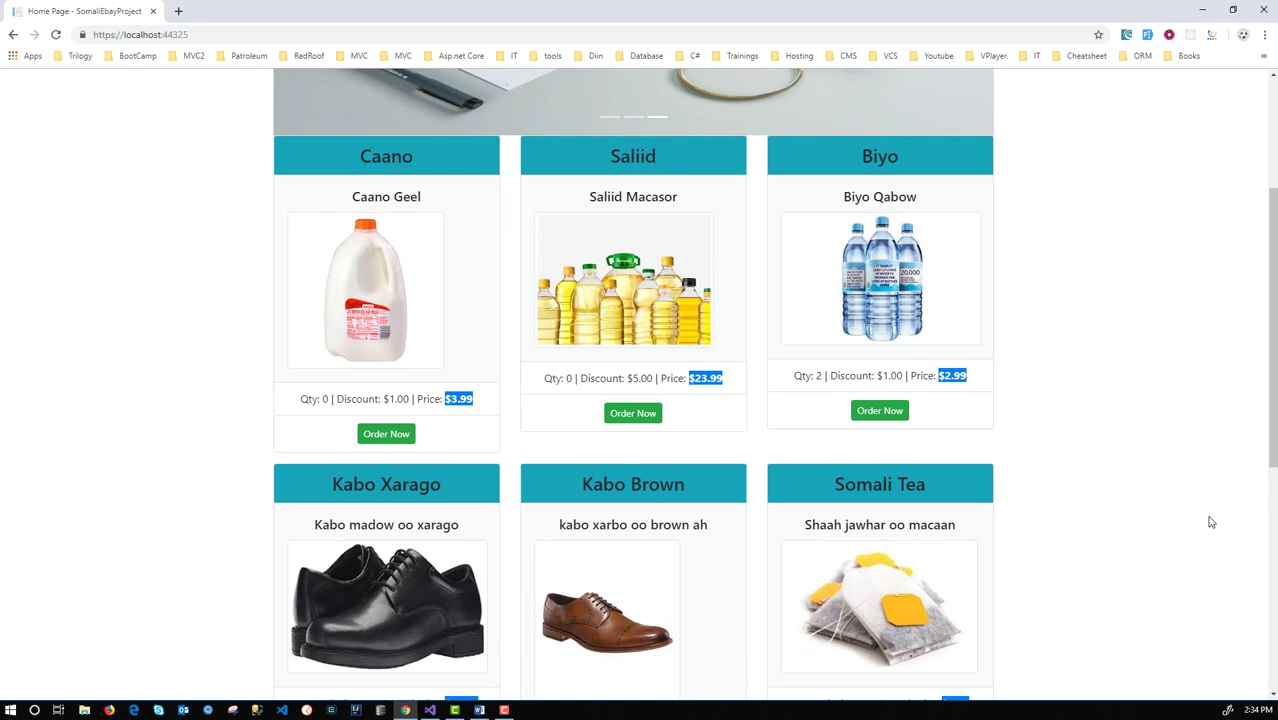 Home Page - SomaliEbayProject
https://localhost:44325
Apps Trilogy BootCamp MVC2 Petroleum RedRoof MVC MVC Asp.net Core IT tools Diin Database C# Trainings Hosting CMS VCS Youtube VPlayer IT Cheatsheet ORM Books
Caano
Caano Geel
Qty: 0 | Discount: $1.00 | Price: $3.99
Order Now
Saliid
Saliid Macasor
Qty: 0 | Discount: $5.00 | Price: $23.99
Order Now
Biyo
Biyo Qabow
20,000
Qty: 2 | Discount: $1.00 | Price: $2.99
Order Now
Kabo Xarago
Kabo madow oo xarago
Kabo Brown
kabo xarbo oo brown ah
Somali Tea
Shaah jawhar oo macaan
2:34 PM